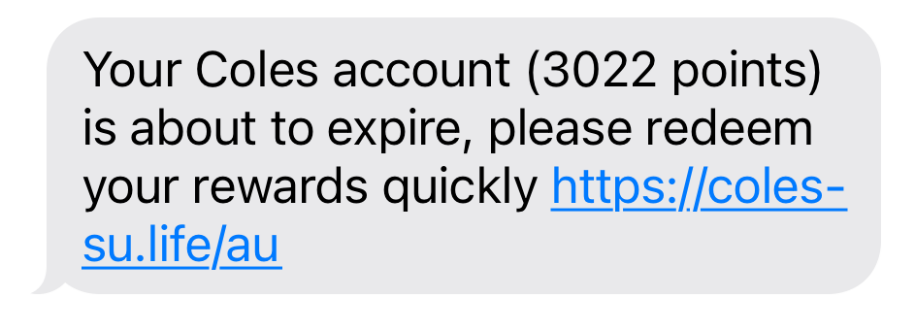 Your Coles account (3022 points)
is about to expire, please redeem
your rewards quickly https://coles-
su.life/au